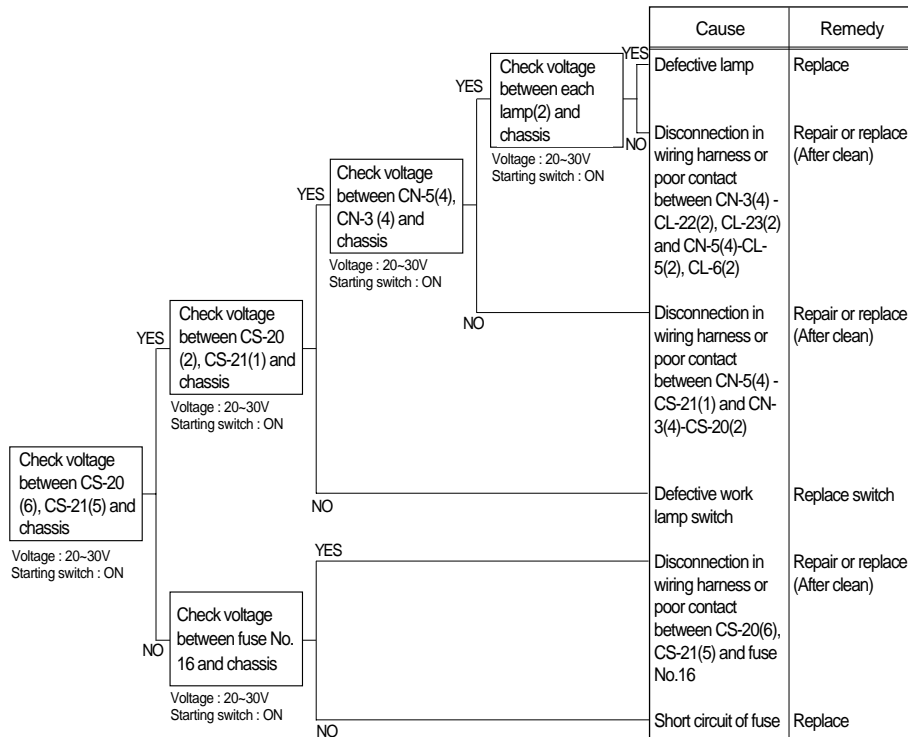 Cause Remedy
YES
Check voltage
between each
lamp(2) and
chassis
Voltage : 20~30V
Starting switch : ON
YES
Defective lamp Replace
NO
Disconnection in Repair or replace
wiring harness or (After clean)
poor contact
between CN-3(4) -
CL-22(2), CL-23(2)
and CN-5(4)-CL-
5(2), CL-6(2)
YES
Check voltage
between CN-5(4),
CN-3 (4) and
chassis
Voltage : 20~30V
Starting switch : ON
NO
Disconnection in Repair or replace
wiring harness or (After clean)
poor contact
between CN-5(4) -
CS-21(1) and CN-
3(4)-CS-20(2)
YES
Check voltage
between CS-20
(2), CS-21(1) and
chassis
Voltage : 20~30V
Starting switch : ON
NO
Defective work Replace switch
lamp switch
Check voltage
between CS-20
(6), CS-21(5) and
chassis
Voltage : 20~30V
Starting switch : ON
NO
Check voltage
between fuse No.
16 and chassis
Voltage : 20~30V
Starting switch : ON
YES
Disconnection in Repair or replace
wiring harness or (After clean)
poor contact
between CS-20(6),
CS-21(5) and fuse
No.16
NO
Short circuit of fuse Replace